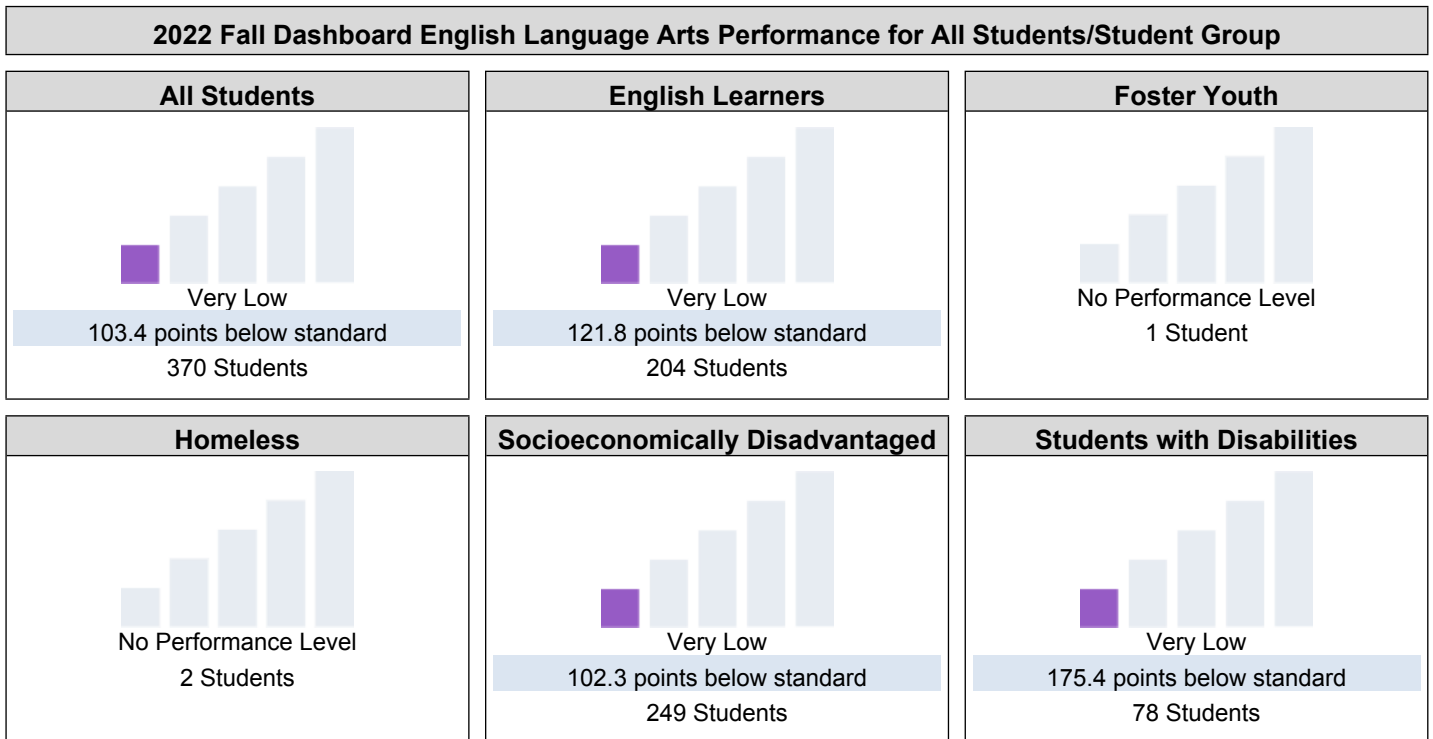 2022 Fall Dashboard English Language Arts Performance for All Students/Student Group
All Students
Very Low
103.4 points below standard
370 Students
English Learners
Very Low
121.8 points below standard
204 Students
Foster Youth
No Performance Level
1 Student
Homeless
No Performance Level
2 Students
Socioeconomically Disadvantaged
Very Low
102.3 points below standard
249 Students
Students with Disabilities
Very Low
175.4 points below standard
78 Students